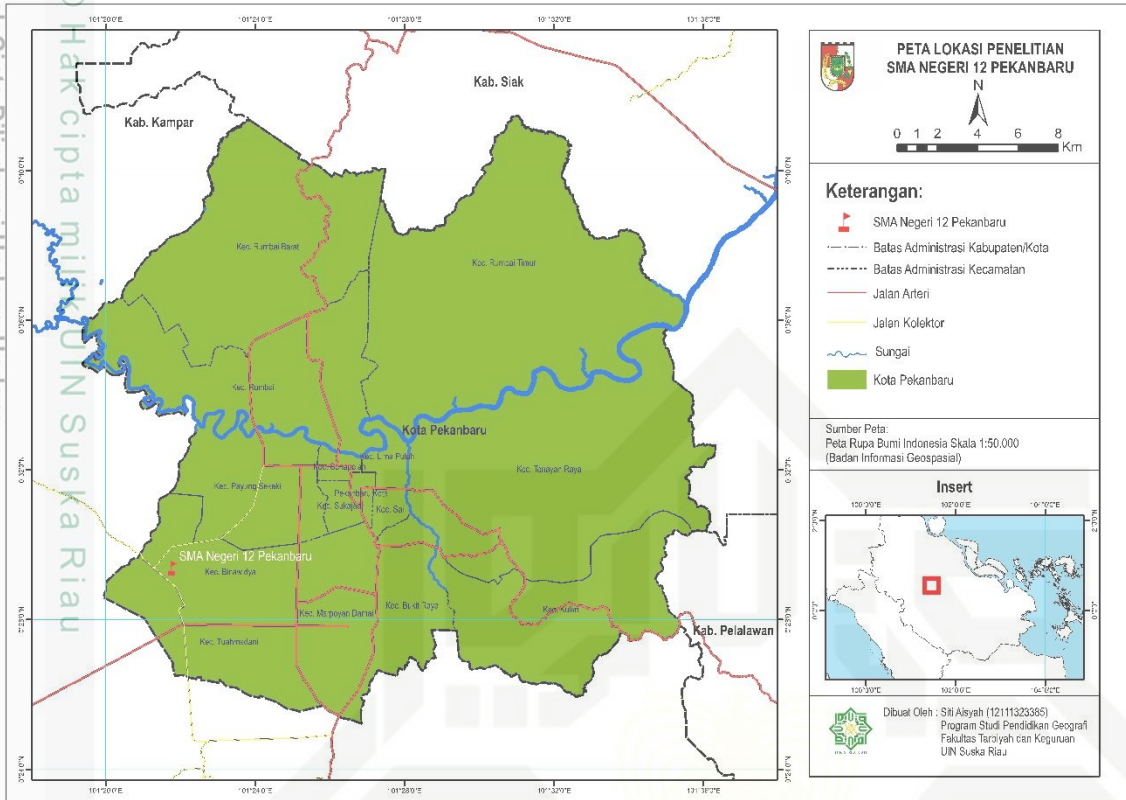 © Hak cipta milik UIN Suska Riau
PETA LOKASI PENELITIAN
SMA NEGERI 12 PEKANBARU
N
0 1 2 4 6 8
Km
Keterangan:
SMA Negeri 12 Pekanbaru
Batas Administrasi Kabupaten/Kota
Batas Administrasi Kecamatan
Jalan Arteri
Jalan Kolektor
Sungai
Kota Pekanbaru
Sumber Peta:
Peta Rupa Bumi Indonesia Skala 1:50.000
(Badan Informasi Geospasial)
Insert
Dibuat Oleh : Siti Aisyah (12111323385)
Program Studi Pendidikan Geografi
Fakultas Tarbiyah dan Keguruan
UIN Suska Riau
Kab. Siak
Kab. Kampar
Kec. Rumbai Barat
Kec. Rumbai Timur
Kec. Rumbai
Kota Pekanbaru
Kec. Lima Puluh
Kec. Senapelan
Kec. Tenayan Raya
Kec. Payung Sekaki
Pekanbaru Kota
Kec. Sukajadi
Kec. Sail
SMA Negeri 12 Pekanbaru
Kec. Binawidya
Kec. Bukit Raya
Kec. Marpoyan Damai
Kec. Kulim
Kab. Pelalawan
Kec. Tuahmadani